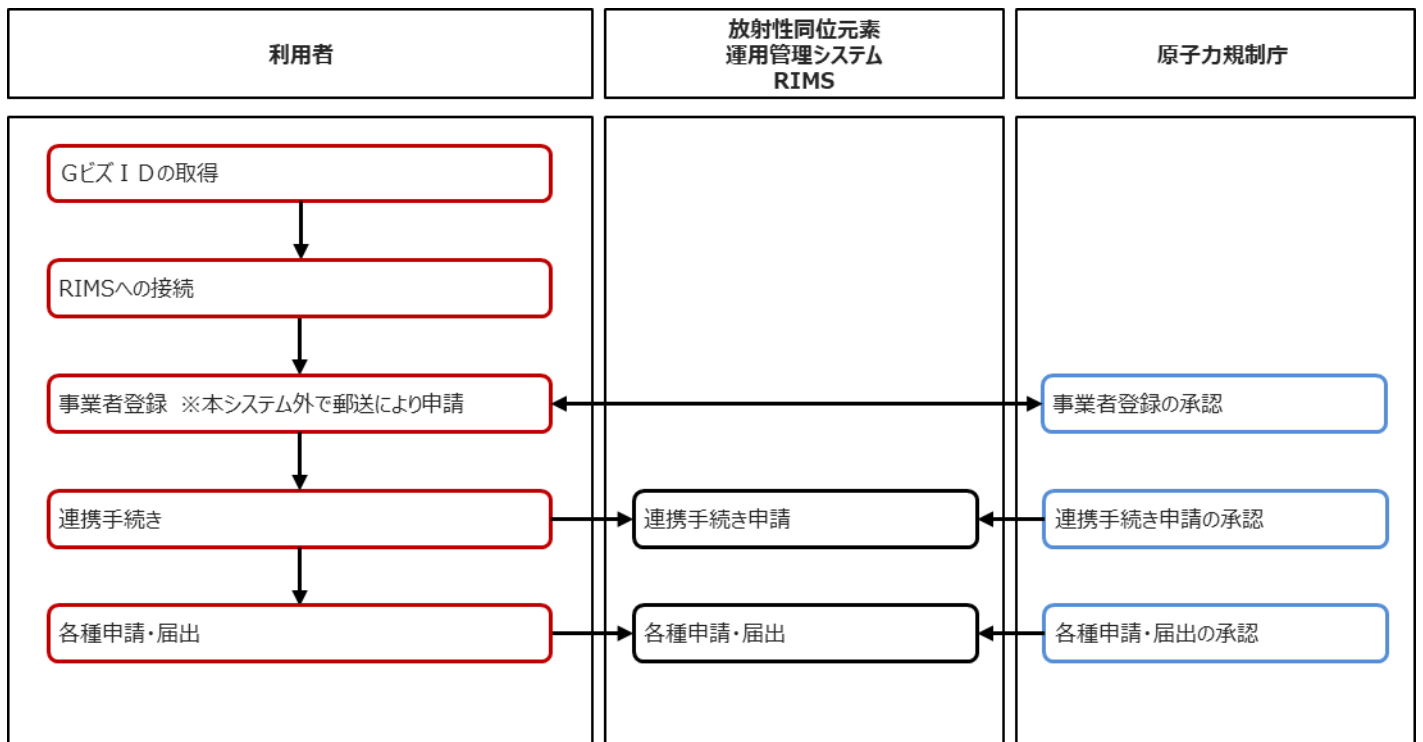 利用者
放射性同位元素
運用管理システム
RIMS
原子力規制庁
GビズＩＤの取得
RIMSへの接続
事業者登録 ※本システム外で郵送により申請
事業者登録の承認
連携手続き
連携手続き申請
連携手続き申請の承認
各種申請・届出
各種申請・届出
各種申請・届出の承認